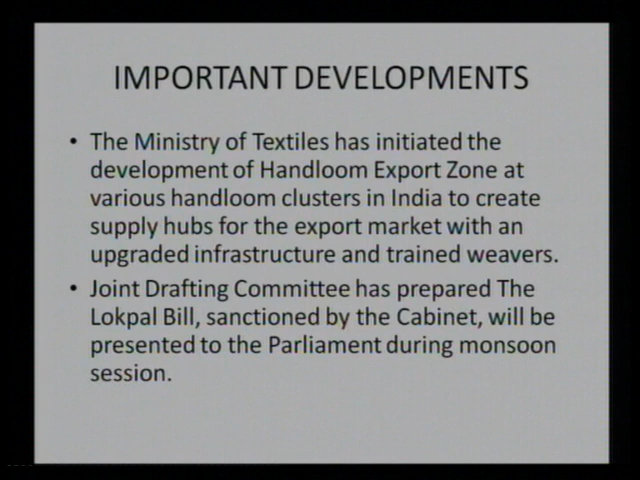 IMPORTANT DEVELOPMENTS
• The Ministry of Textiles has initiated the
development of Handloom Export Zone at
various handloom clusters in India to create
supply hubs for the export market with an
upgraded infrastructure and trained weavers.
• Joint Drafting Committee has prepared The
Lokpal Bill, sanctioned by the Cabinet, will be
presented to the Parliament during monsoon
session.